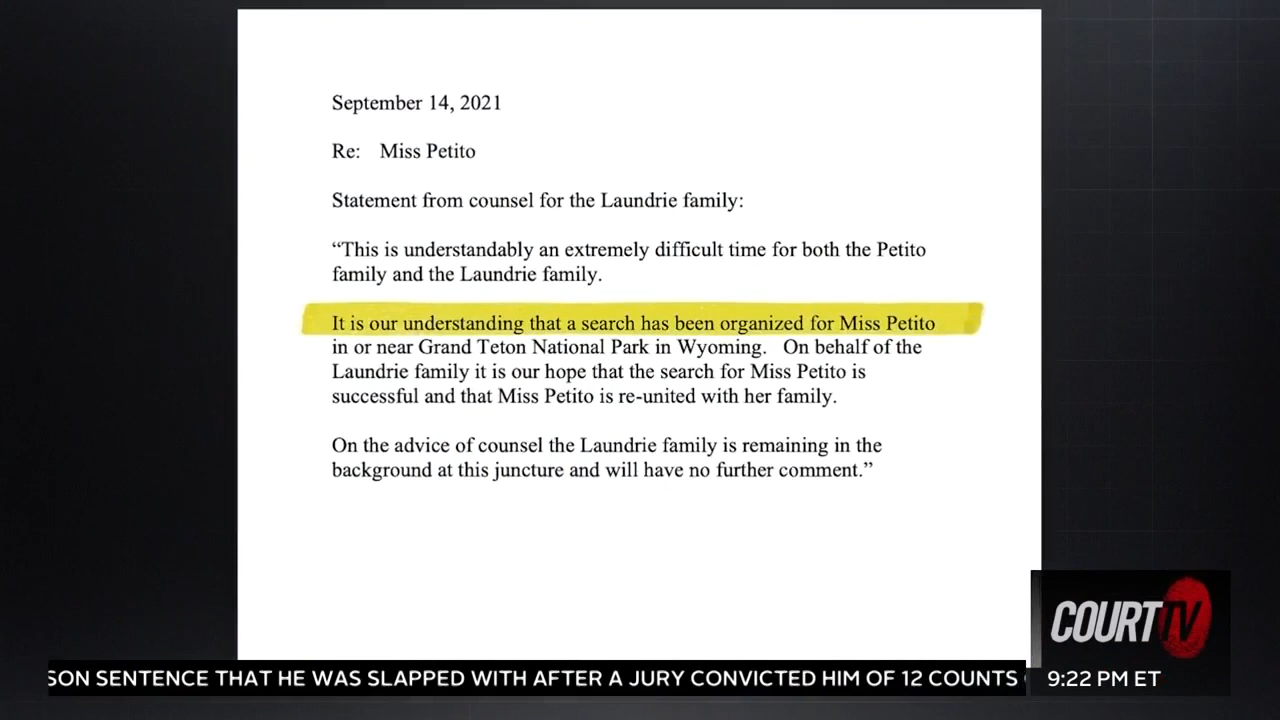 September 14, 2021
Re: Miss Petito
Statement from counsel for the Laundrie family:
“This is understandably an extremely difficult time for both the Petito
family and the Laundrie family.
It is our understanding that a search has been organized for Miss Petito
in or near Grand Teton National Park in Wyoming. On behalf of the
Laundrie family it is our hope that the search for Miss Petito is
successful and that Miss Petito is re-united with her family.
On the advice of counsel the Laundrie family is remaining in the
background at this juncture and will have no further comment.”
COURT TV
SON SENTENCE THAT HE WAS SLAPPED WITH AFTER A JURY CONVICTED HIM OF 12 COUNTS
9:22 PM ET